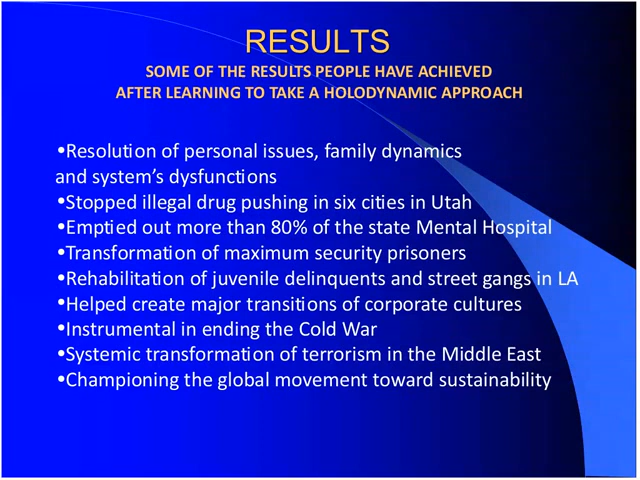 RESULTS
SOME OF THE RESULTS PEOPLE HAVE ACHIEVED
AFTER LEARNING TO TAKE A HOLODYNAMIC APPROACH
•Resolution of personal issues, family dynamics
and system's dysfunctions
•Stopped illegal drug pushing in six cities in Utah
•Emptied out more than 80% of the state Mental Hospital
•Transformation of maximum security prisoners
•Rehabilitation of juvenile delinquents and street gangs in LA
•Helped create major transitions of corporate cultures
•Instrumental in ending the Cold War
•Systemic transformation of terrorism in the Middle East
•Championing the global movement toward sustainability